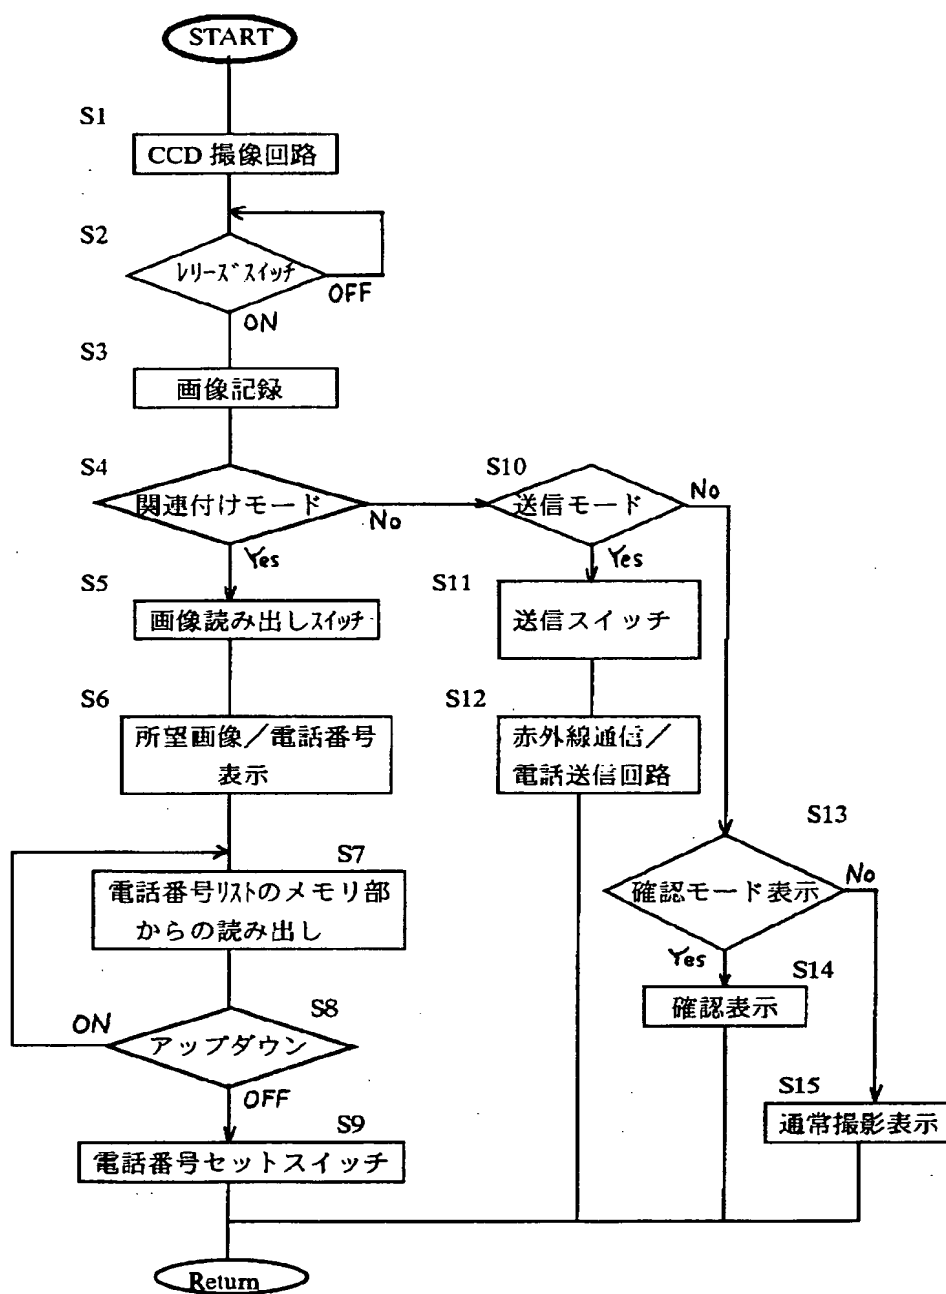 START
S1
CCD 撮像回路
S2
ﾚﾘｰｽﾞｽｲｯﾁ
OFF
ON
S3
画像記録
S4
関連付けモード
No
Yes
S5
画像読み出しｽｲｯﾁ
S6
所望画像／電話番号
表示
S7
電話番号ﾘｽﾄのメモリ部
からの読み出し
S8
アップダウン
ON
OFF
S9
電話番号セットスイッチ
S10
送信モード
No
Yes
S11
送信スイッチ
S12
赤外線通信／
電話送信回路
S13
確認モード表示
No
Yes
S14
確認表示
S15
通常撮影表示
Return